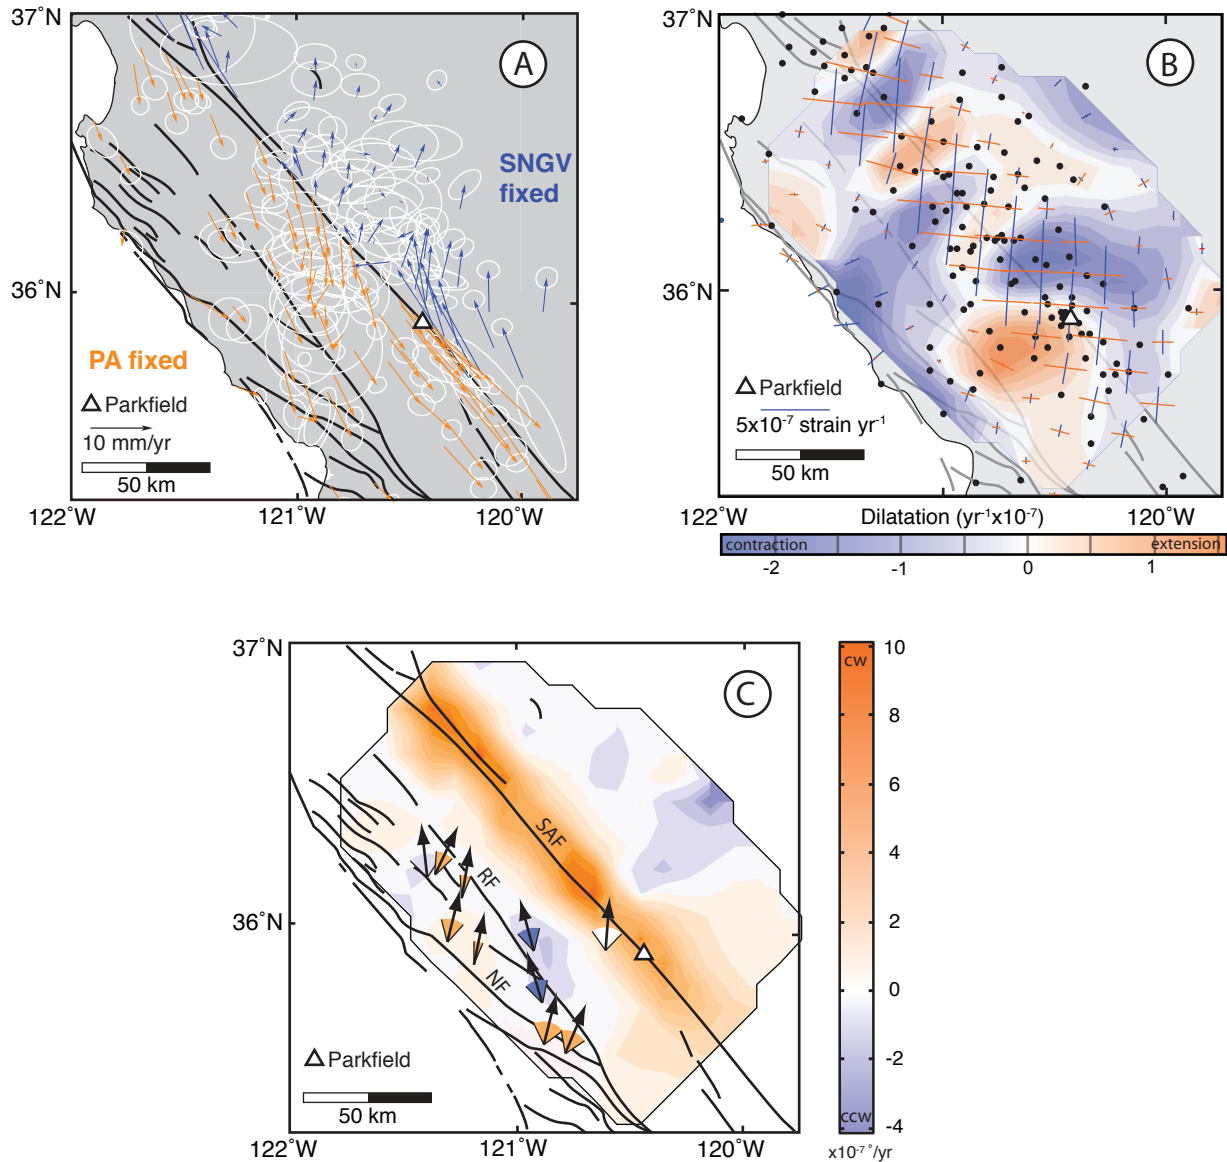 37˚N
A
SNGV
fixed
36˚N
PA fixed
Parkfield
10 mm/yr
50 km
122˚W
121˚W
120˚W
37˚N
B
36˚N
Parkfield
5x10-7 strain yr-1
50 km
122˚W
120˚W
Dilatation (yr-1x10-7)
contraction
extension
-2
-1
0
1
37˚N
C
SAF
RF
36˚N
NF
Parkfield
50 km
122˚W
121˚W
120˚W
10
CW
8
6
4
2
0
-2
CCW
-4
x10-7˚/yr